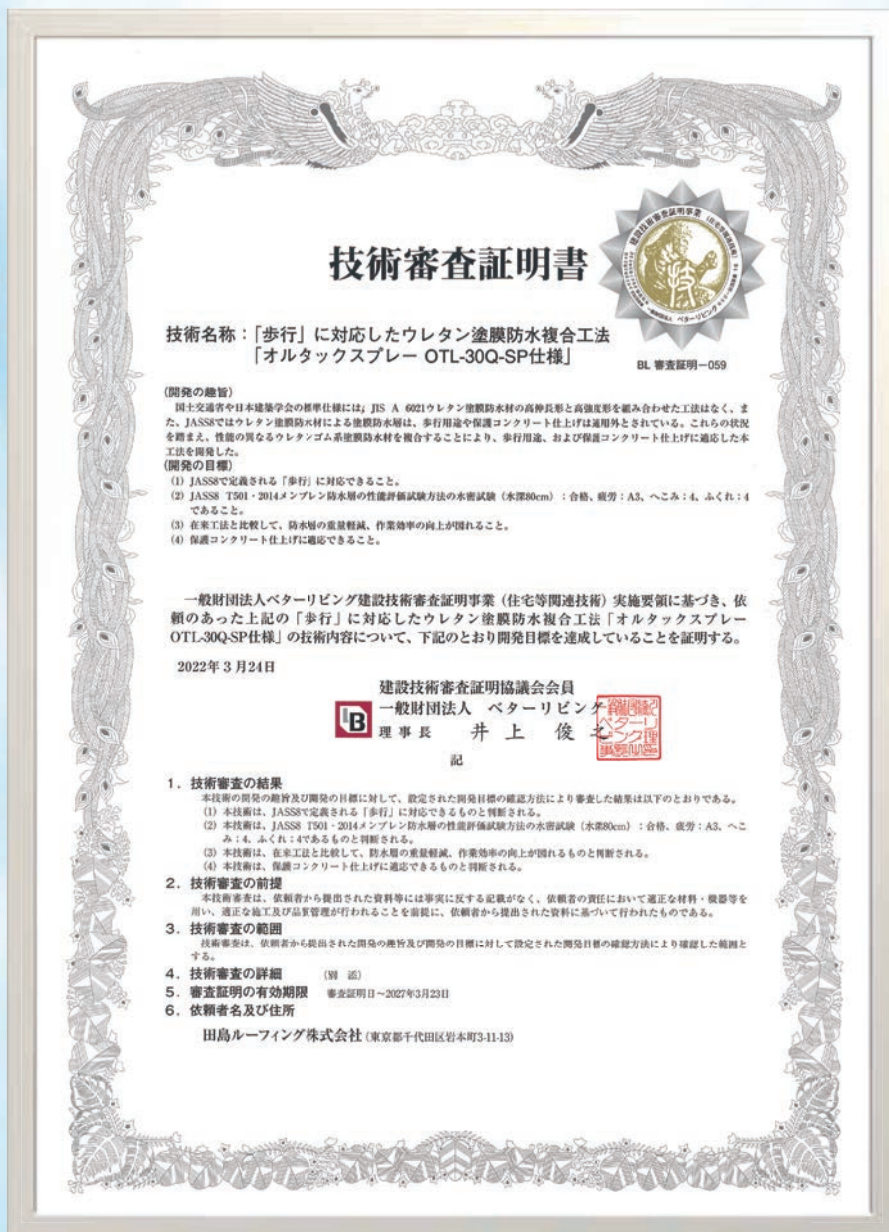 技術審査証明書
技術名称：「歩行」に対応したウレタン塗膜防水複合工法
「オルタックスプレー OTL-30Q-SP仕様」
BL 審査証明－059
(開発の趣旨)
国土交通省や日本建築学会の標準仕様には，JIS A 6021ウレタン塗膜防水材の高伸長形と高強度形を組み合わせた工法はなく、ま
た、JASS8ではウレタン塗膜防水材による塗膜防水層は、歩行用途や保護コンクリート仕上げは適用外とされている。これらの状況
を踏まえ、性能の異なるウレタンゴム系塗膜防水材を複合することにより、歩行用途、および保護コンクリート仕上げに適応した本
工法を開発した。
(開発の目標)
(1) JASS8で定義される「歩行」に対応できること。
(2) JASS8 T501・2014メンブレン防水層の性能評価試験方法の水密試験（水深80cm）：合格、疲労：A3、へこみ：4、ふくれ：4
であること。
(3) 在来工法と比較して、防水層の重量軽減、作業効率の向上が図れること。
(4) 保護コンクリート仕上げに適応できること。
一般財団法人ベターリビング建設技術審査証明事業（住宅等関連技術）実施要領に基づき、依
頼のあった上記の「歩行」に対応したウレタン塗膜防水複合工法「オルタックスプレー
OTL-30Q-SP仕様」の技術内容について、下記のとおり開発目標を達成していることを証明する。
2022年3月24日
建設技術審査証明協議会会員
一般財団法人 ベターリビング
理事長 井上 俊之
記
1．技術審査の結果
本技術の開発の趣旨及び開発の目標に対して、設定された開発目標の確認方法により審査した結果は以下のとおりである。
(1) 本技術は、JASS8で定義される「歩行」に対応できるものと判断される。
(2) 本技術は、JASS8 T501・2014メンブレン防水層の性能評価試験方法の水密試験（水深80cm）：合格、疲労：A3、へこ
み：4、ふくれ：4であるものと判断される。
(3) 本技術は、在来工法と比較して、防水層の重量軽減、作業効率の向上が図れるものと判断される。
(4) 本技術は、保護コンクリート仕上げに適応できるものと判断される。
2．技術審査の前提
本技術審査は、依頼者から提出された資料等には事実に反する記載がなく、依頼者の責任において適正な材料・機器等を
用い、適正な施工及び品質管理が行われることを前提に、依頼者から提出された資料に基づいて行われたものである。
3．技術審査の範囲
技術審査は、依頼者から提出された開発の趣旨及び開発の目標に対して設定された開発目標の確認方法により確認した範囲と
する。
4．技術審査の詳細 （別 添）
5．審査証明の有効期限 審査証明日～2027年3月23日
6．依頼者名及び住所
田島ルーフィング株式会社 (東京都千代田区岩本町3-11-13)